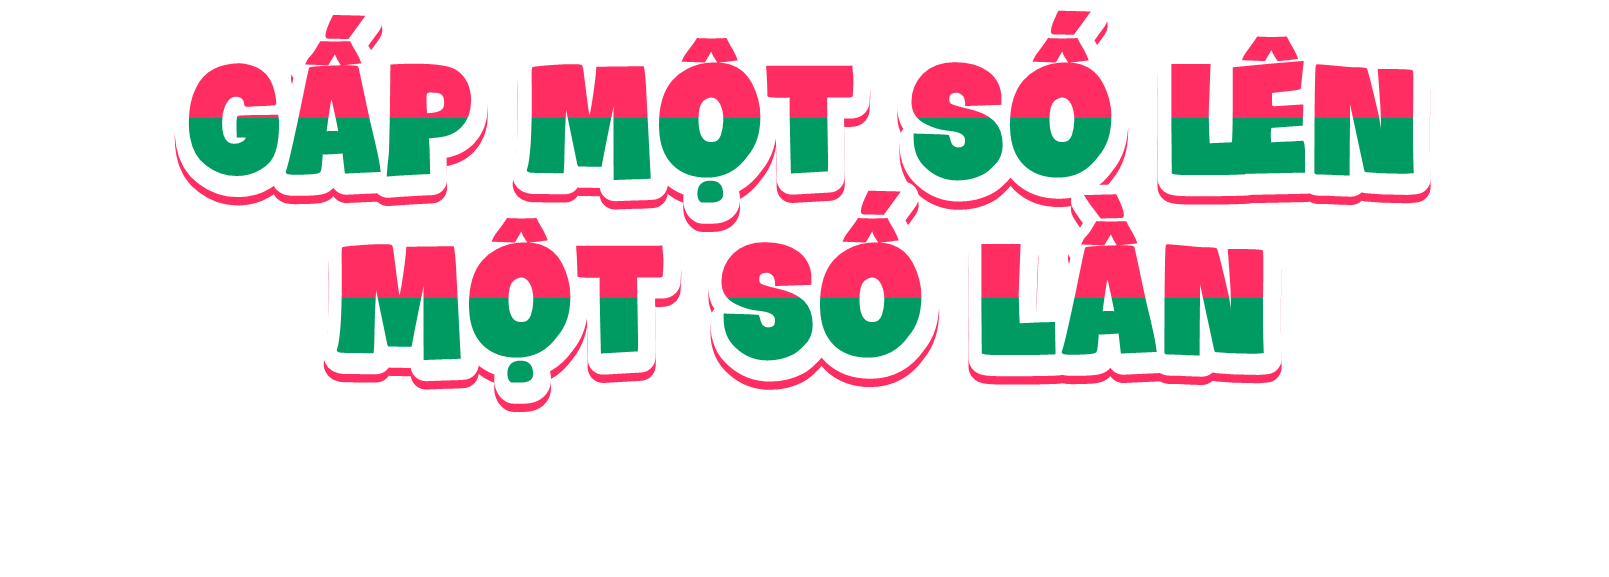 GẤP MỘT SỐ LÊN
MỘT SỐ LẦN